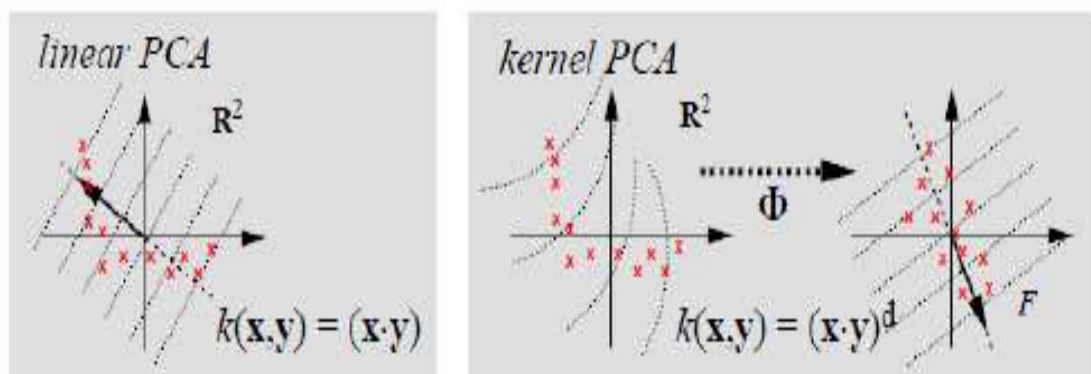 linear PCA
R²
k(x,y) = (x·y)
kernel PCA
R²
Φ
k(x,y) = (x·y)ᵈ
F